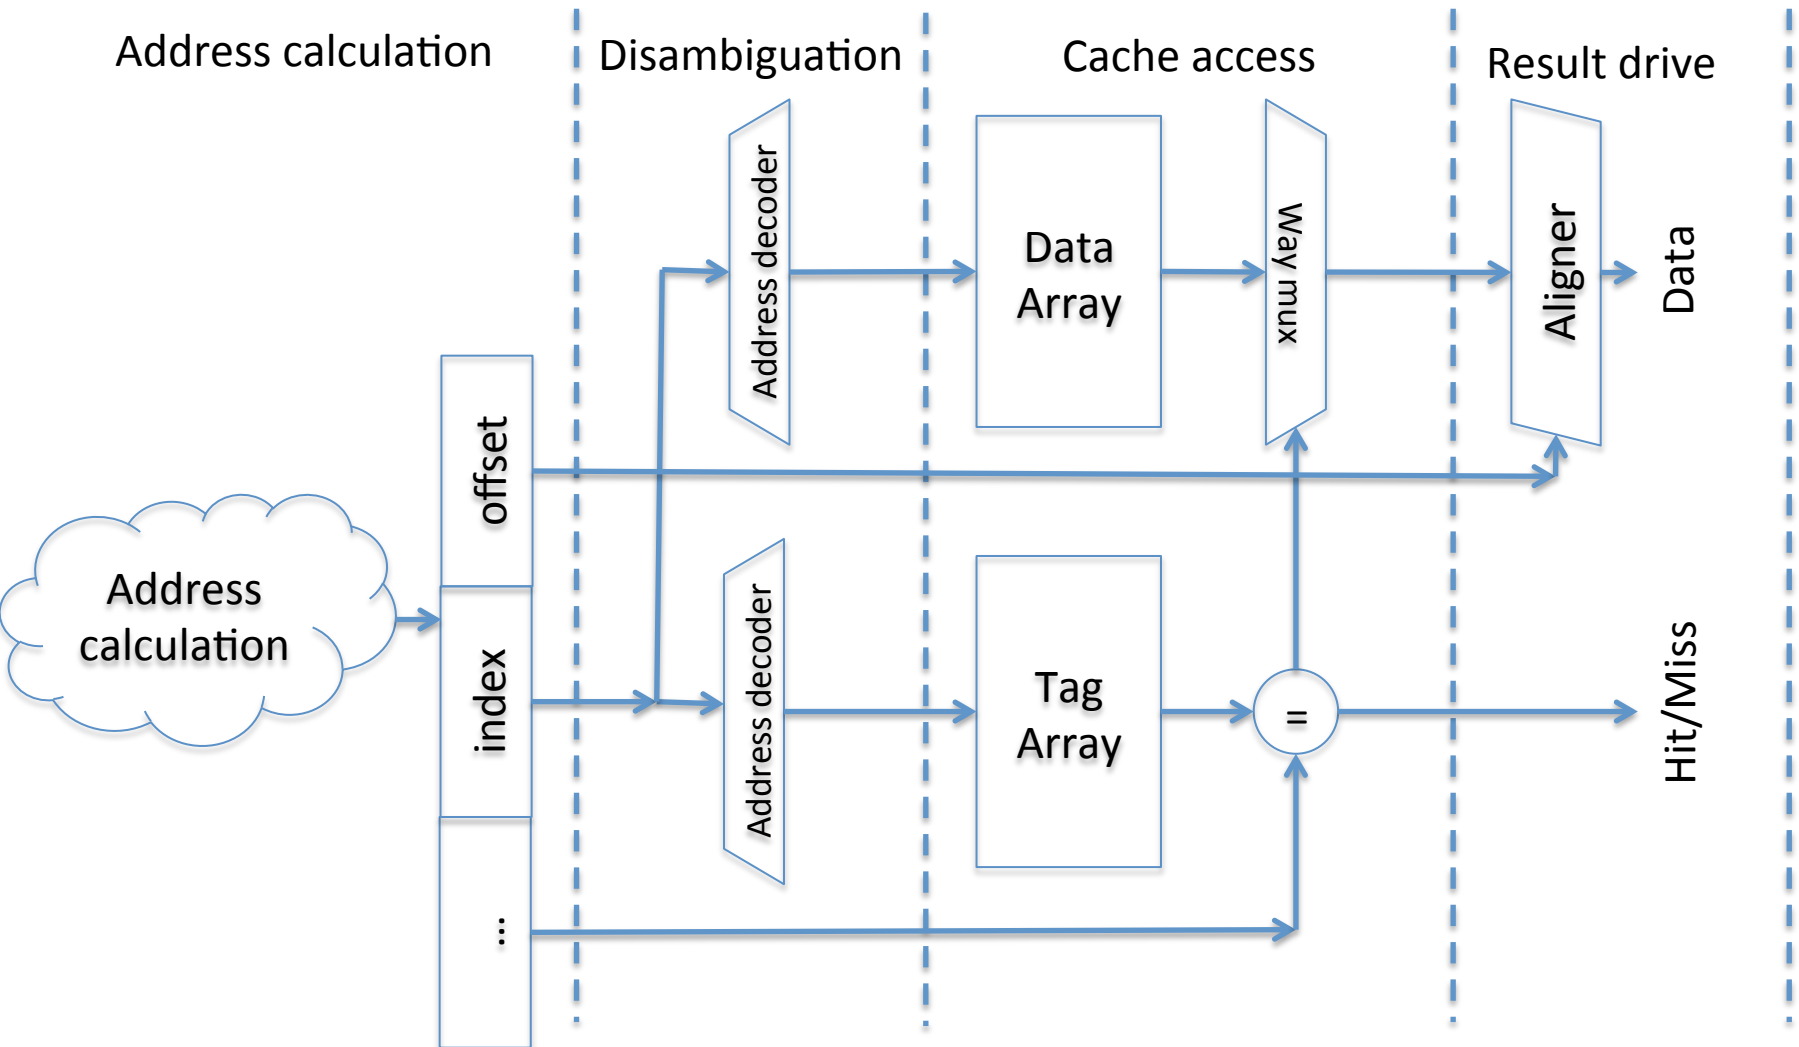 Address calculation
Disambiguation
Cache access
Result drive
Address decoder
Data
Array
Way mux
Aligner
Data
offset
Address
calculation
index
...
Address decoder
Tag
Array
=
Hit/Miss